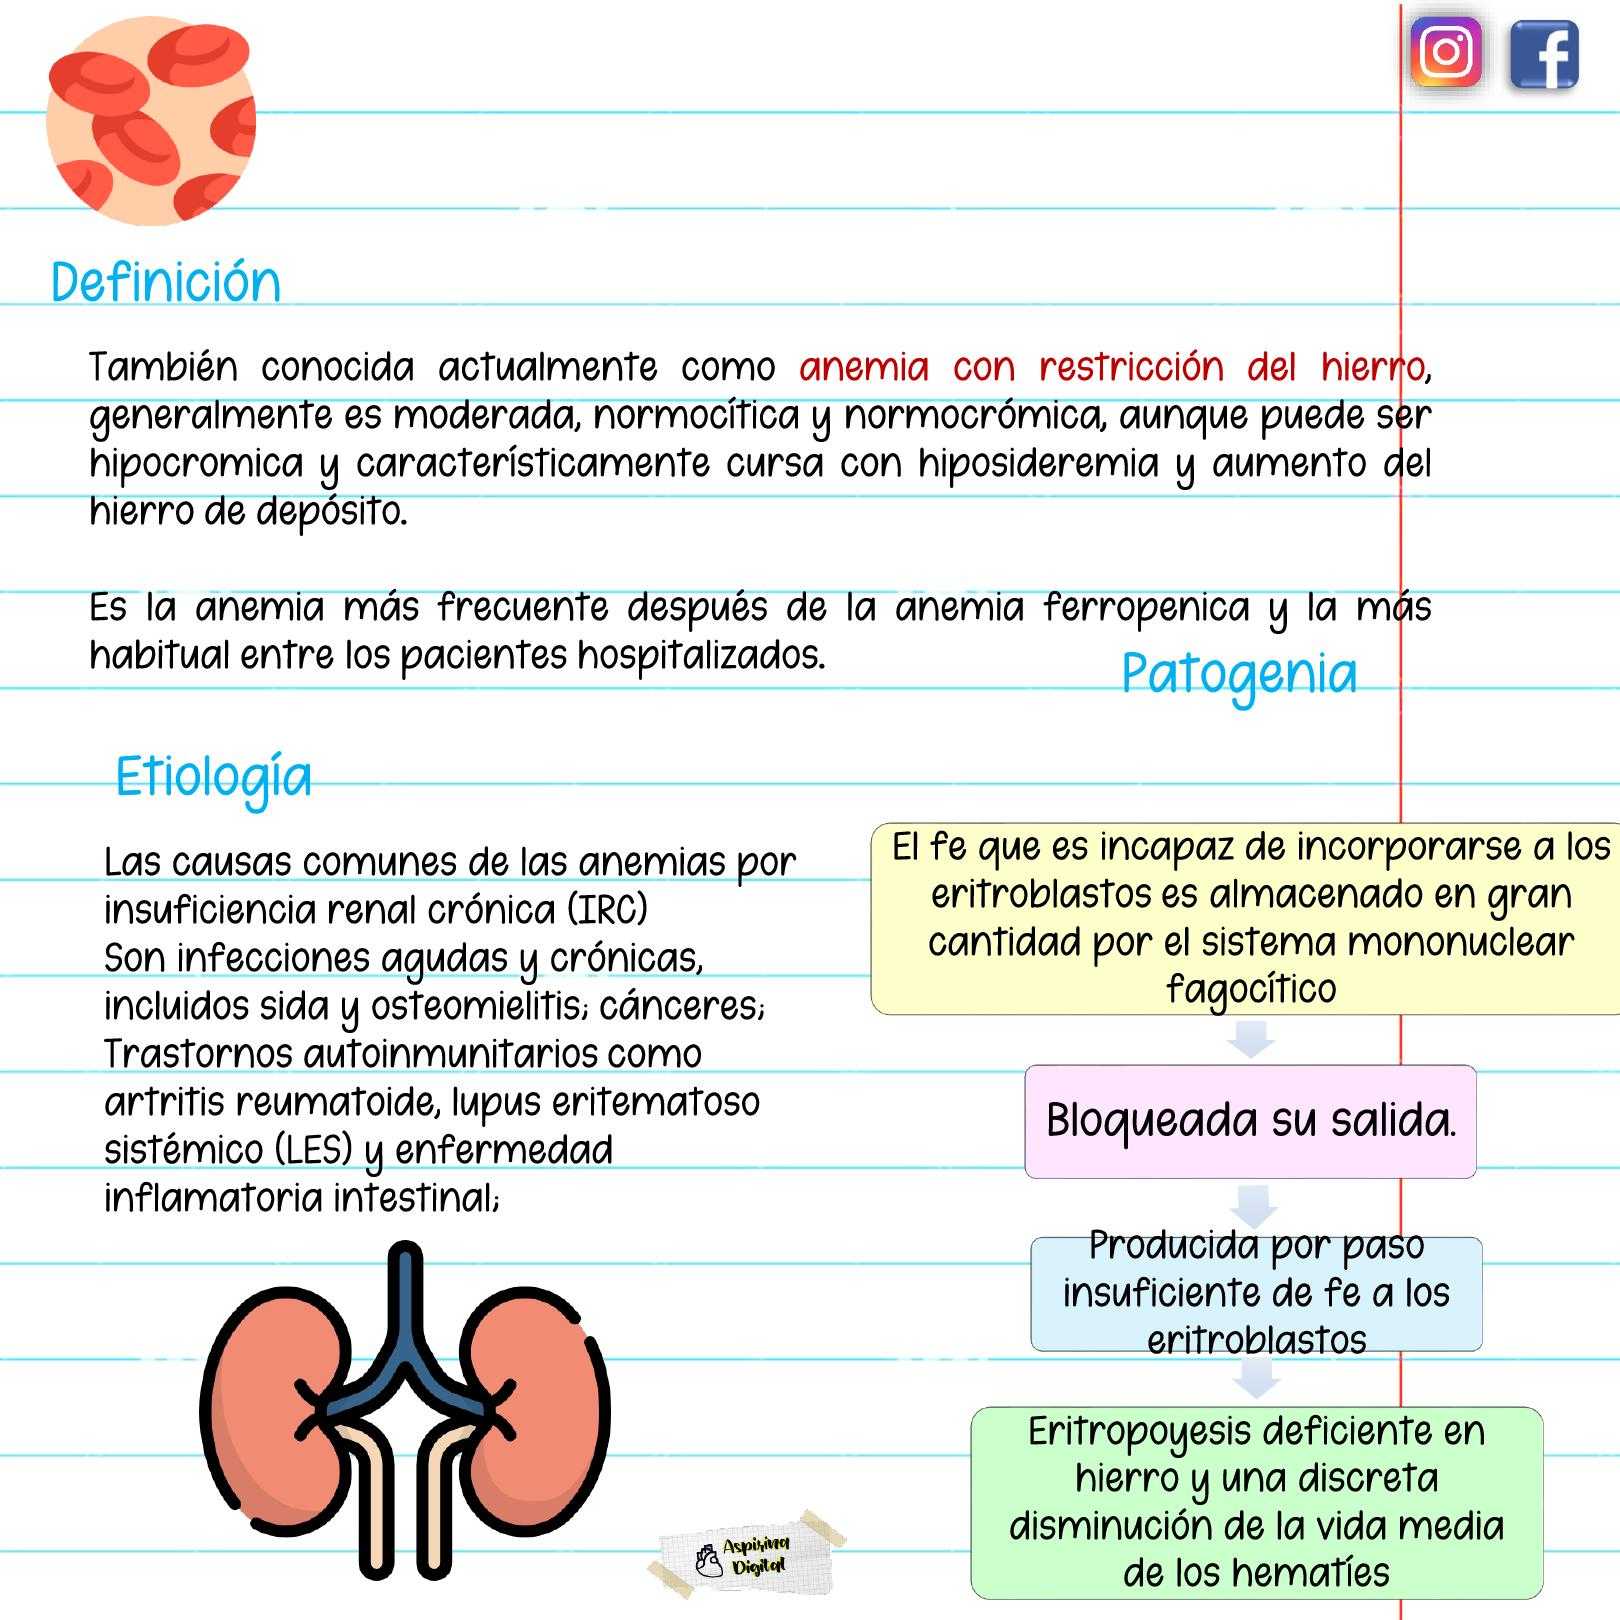 Definición
También conocida actualmente como anemia con restricción del hierro,
generalmente es moderada, normocítica y normocrómica, aunque puede ser
hipocromica y característicamente cursa con hiposideremia y aumento del
hierro de depósito.
Es la anemia más frecuente después de la anemia ferropenica y la más
habitual entre los pacientes hospitalizados.
Etiología
Las causas comunes de las anemias por
insuficiencia renal crónica (IRC)
Son infecciones agudas y crónicas,
incluidos sida y osteomielitis; cánceres;
Trastornos autoinmunitarios como
artritis reumatoide, lupus eritematoso
sistémico (LES) y enfermedad
inflamatoria intestinal;
Patogenia
El fe que es incapaz de incorporarse a los
eritroblastos es almacenado en gran
cantidad por el sistema mononuclear
fagocítico
Bloqueada su salida.
Producida por paso
insuficiente de fe a los
eritroblastos
Eritropoyesis deficiente en
hierro y una discreta
disminución de la vida media
de los hematíes
Aspirina
Digital